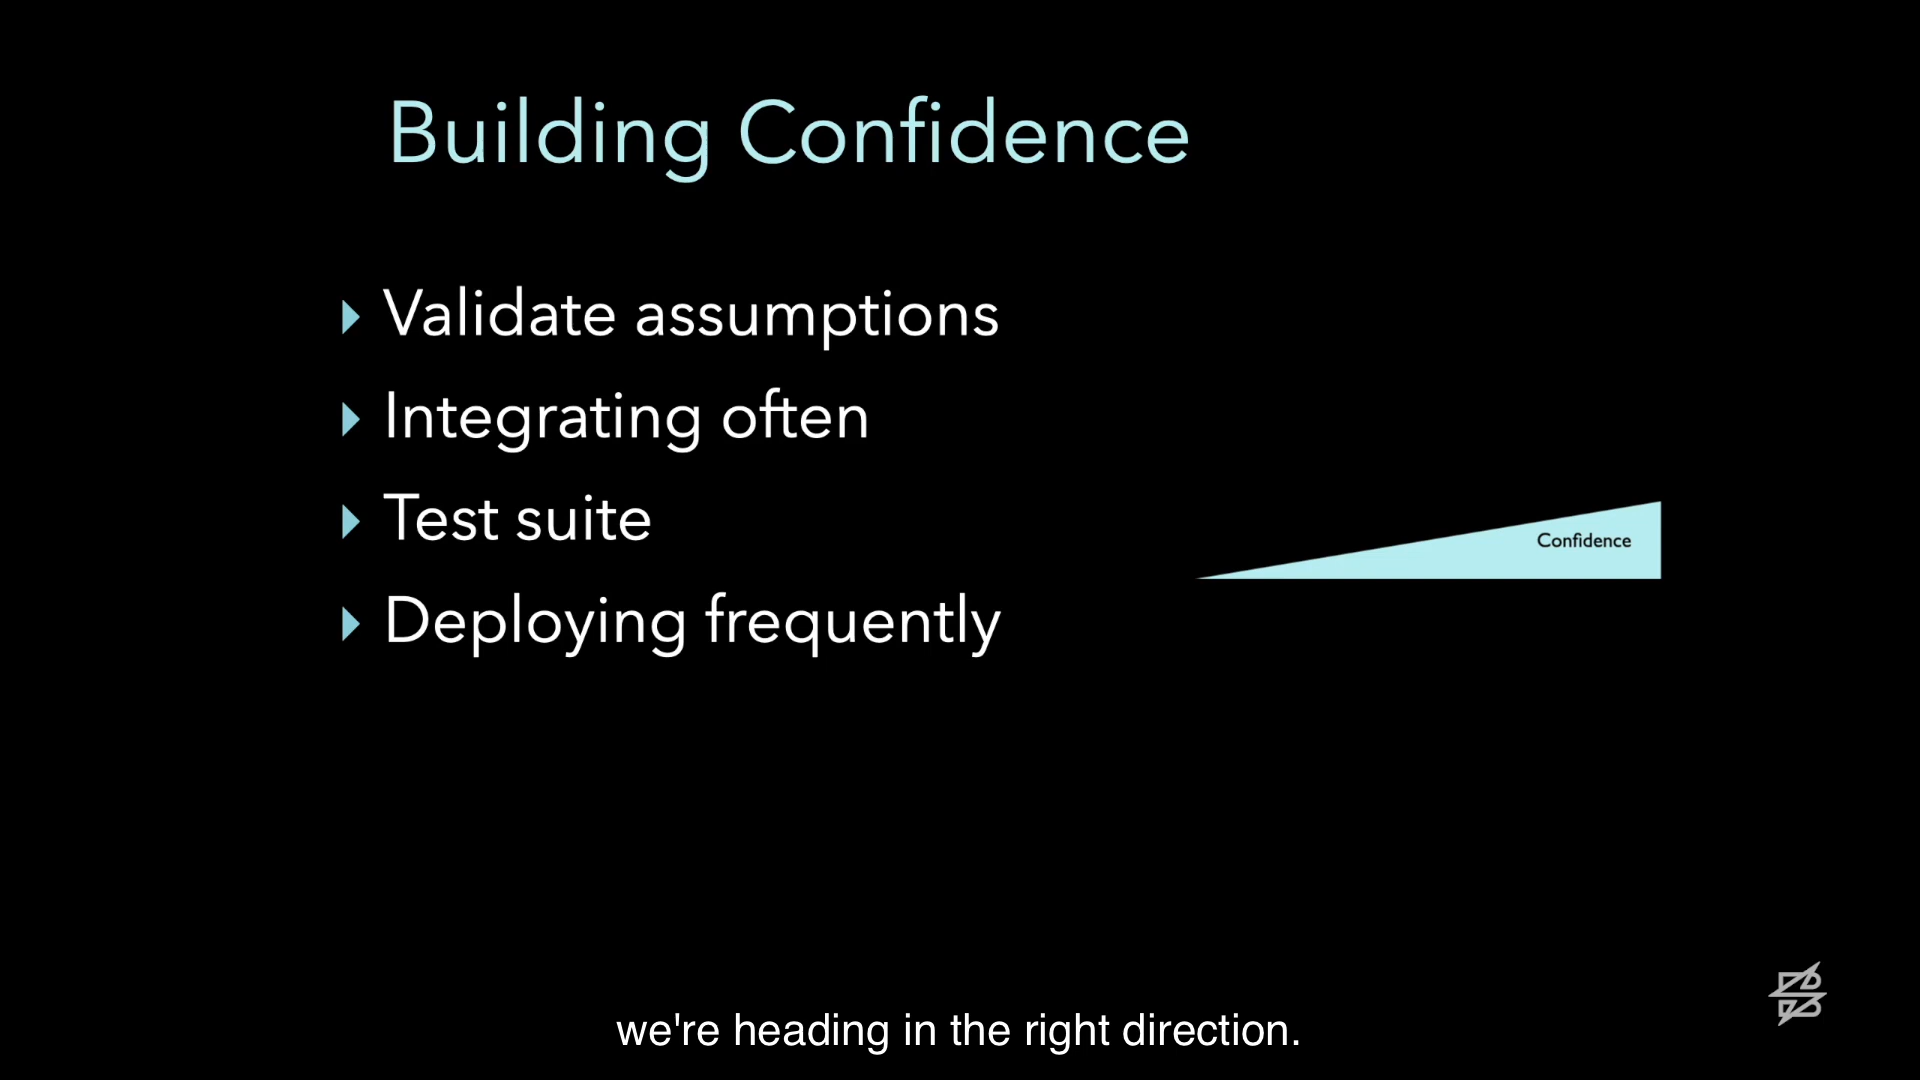 Building Confidence
Validate assumptions
Integrating often
Test suite
Confidence
Deploying frequently
we're heading in the right direction.